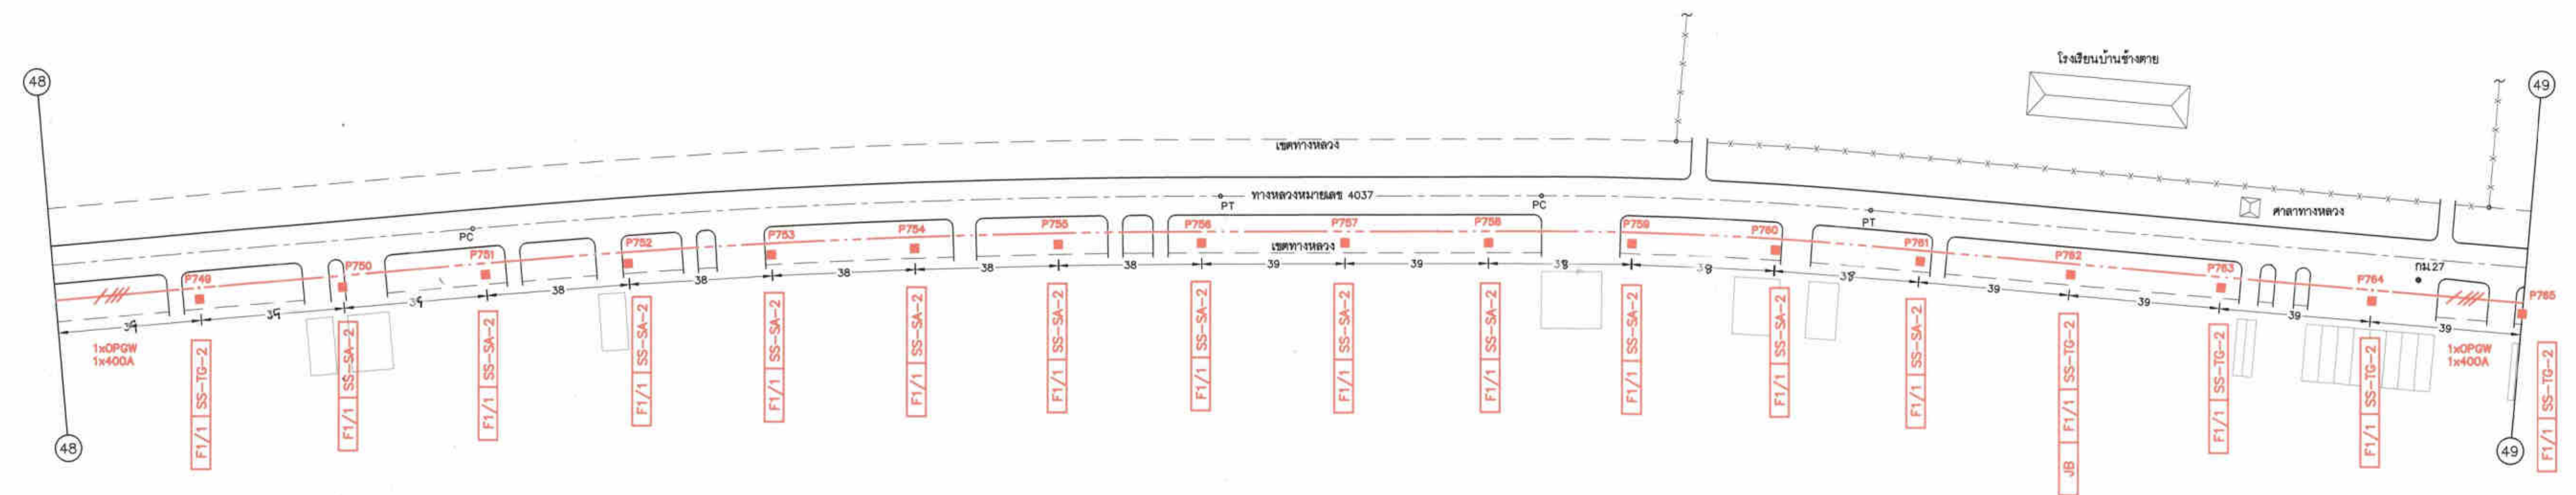 48
49
โรงเรียนบ้านช้างตาย
เขตทางหลวง
ทางหลวงหมายเลข 4037
PC
PT
PC
PT
ศาลาทางหลวง
กม.27
เขตทางหลวง
P749
P750
P751
P752
P753
P754
P755
P756
P757
P758
P759
P760
P761
P762
P763
P764
P765
39
39
39
38
38
38
38
38
39
39
38
38
38
39
39
39
39
1xOPGW
1x400A
1xOPGW
1x400A
F1/1 SS-TG-2
F1/1 SS-SA-2
F1/1 SS-SA-2
F1/1 SS-SA-2
F1/1 SS-SA-2
F1/1 SS-SA-2
F1/1 SS-SA-2
F1/1 SS-SA-2
F1/1 SS-SA-2
F1/1 SS-SA-2
F1/1 SS-SA-2
F1/1 SS-SA-2
F1/1 SS-SA-2
JB F1/1 SS-TG-2
F1/1 SS-TG-2
F1/1 SS-TG-2
F1/1 SS-TG-2
48
49